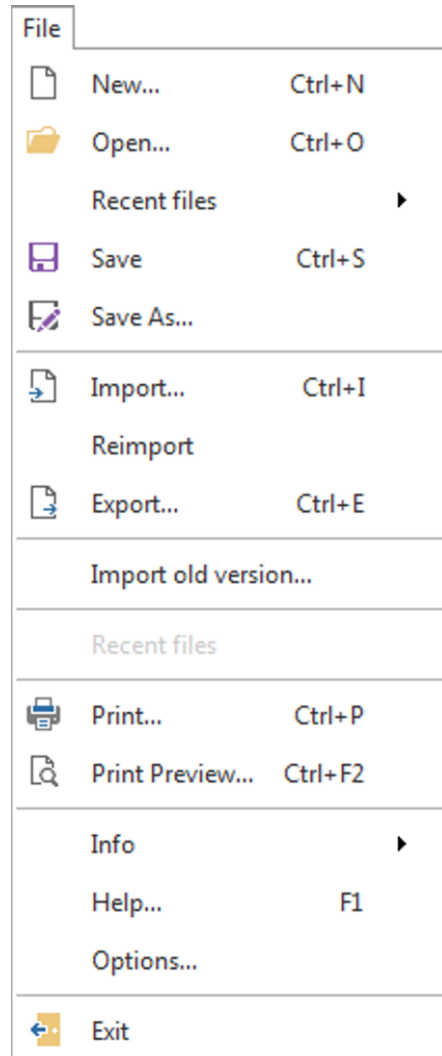 File
New... Ctrl+N
Open... Ctrl+O
Recent files
Save Ctrl+S
Save As...
Import... Ctrl+I
Reimport
Export... Ctrl+E
Import old version...
Recent files
Print... Ctrl+P
Print Preview... Ctrl+F2
Info
Help... F1
Options...
Exit